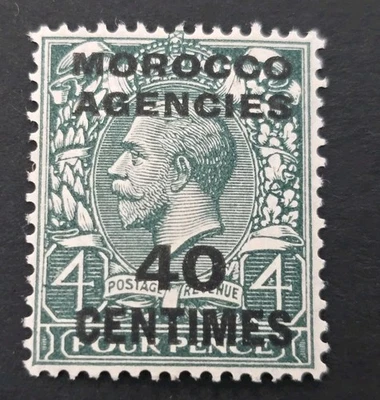 MOROCCO
AGENCIES
4 40 4
POSTAGE REVENUE
CENTIMES
FOUR PENCE